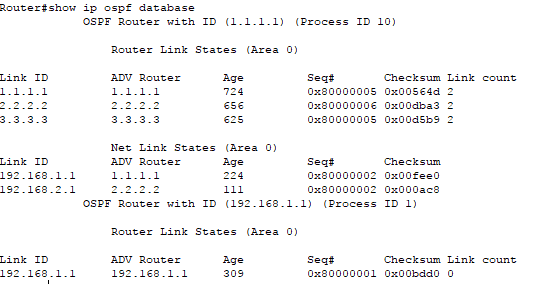 Router#show ip ospf database
OSPF Router with ID (1.1.1.1) (Process ID 10)
Router Link States (Area 0)
Link ID ADV Router Age Seq# Checksum Link count
1.1.1.1 1.1.1.1 724 0x80000005 0x00564d 2
2.2.2.2 2.2.2.2 656 0x80000006 0x00dba3 2
3.3.3.3 3.3.3.3 625 0x80000005 0x00d5b9 2
Net Link States (Area 0)
Link ID ADV Router Age Seq# Checksum
192.168.1.1 1.1.1.1 224 0x80000002 0x00fee0
192.168.2.1 2.2.2.2 111 0x80000002 0x000ac8
OSPF Router with ID (192.168.1.1) (Process ID 1)
Router Link States (Area 0)
Link ID ADV Router Age Seq# Checksum Link count
192.168.1.1 192.168.1.1 309 0x80000001 0x00bdd0 0